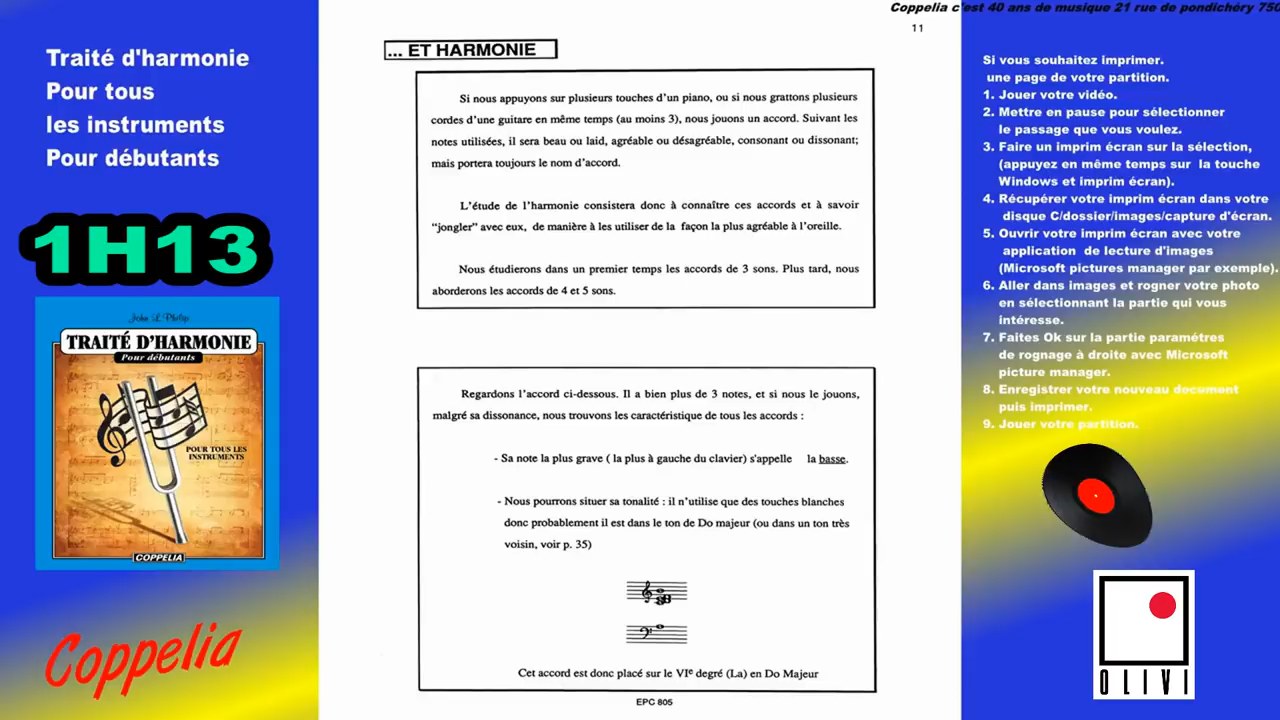 Coppelia c'est 40 ans de musique 21 rue de pondichéry 750
11
Traité d'harmonie
Pour tous
les instruments
Pour débutants
1H13
John L Philip
TRAITÉ D'HARMONIE
Pour débutants
POUR TOUS LES
INSTRUMENTS
COPPELIA
Coppelia
... ET HARMONIE
Si nous appuyons sur plusieurs touches d'un piano, ou si nous grattons plusieurs
cordes d'une guitare en même temps (au moins 3), nous jouons un accord. Suivant les
notes utilisées, il sera beau ou laid, agréable ou désagréable, consonant ou dissonant;
mais portera toujours le nom d'accord.
L'étude de l'harmonie consistera donc à connaître ces accords et à savoir
“jongler” avec eux, de manière à les utiliser de la façon la plus agréable à l'oreille.
Nous étudierons dans un premier temps les accords de 3 sons. Plus tard, nous
aborderons les accords de 4 et 5 sons.
Regardons l'accord ci-dessous. Il a bien plus de 3 notes, et si nous le jouons,
malgré sa dissonance, nous trouvons les caractéristique de tous les accords :
- Sa note la plus grave ( la plus à gauche du clavier) s'appelle la basse.
- Nous pourrons situer sa tonalité : il n'utilise que des touches blanches
donc probablement il est dans le ton de Do majeur (ou dans un ton très
voisin, voir p. 35)
Cet accord est donc placé sur le VIe degré (La) en Do Majeur
EPC 805
Si vous souhaitez imprimer.
une page de votre partition.
1. Jouer votre vidéo.
2. Mettre en pause pour sélectionner
le passage que vous voulez.
3. Faire un imprim écran sur la sélection,
(appuyez en même temps sur la touche
Windows et imprim écran).
4. Récupérer votre imprim écran dans votre
disque C/dossier/images/capture d'écran.
5. Ouvrir votre imprim écran avec votre
application de lecture d'images
(Microsoft pictures manager par exemple).
6. Aller dans images et rogner votre photo
en sélectionnant la partie qui vous
intéresse.
7. Faites Ok sur la partie paramétres
de rognage à droite avec Microsoft
picture manager.
8. Enregistrer votre nouveau document
puis imprimer.
9. Jouer votre partition.
OLIVI